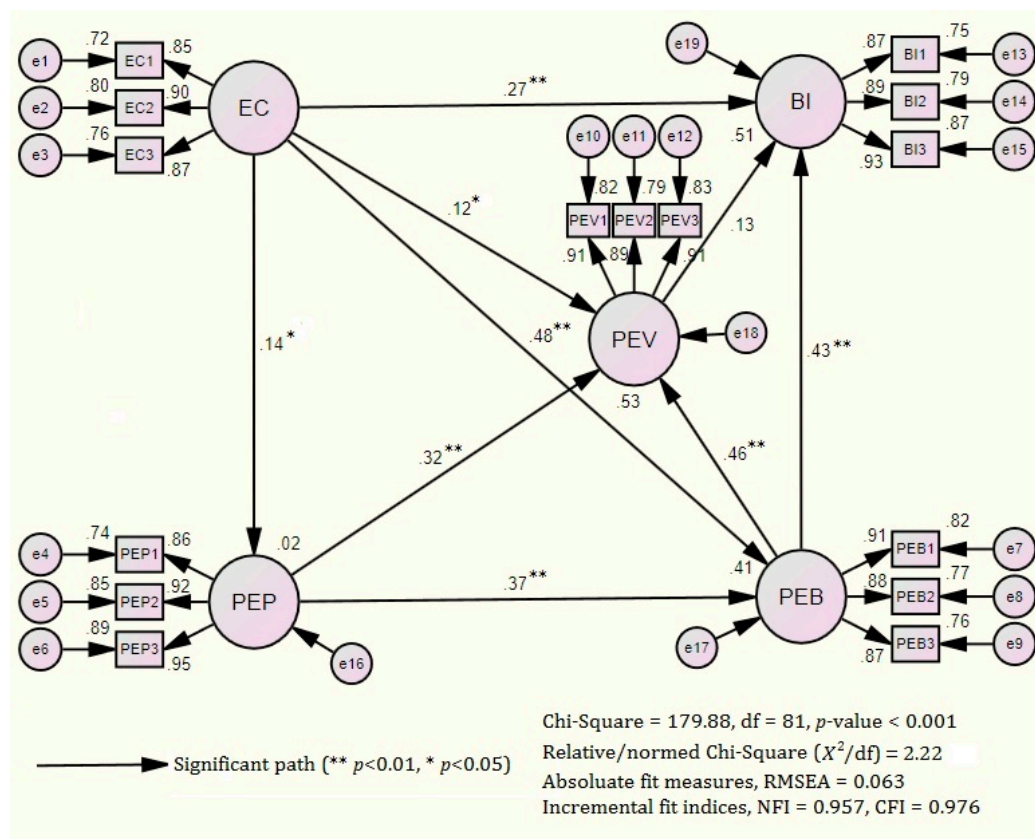 e1 .72 EC1 .85
e2 .80 EC2 .90
e3 .76 EC3 .87
EC
.27**
e19
BI
.51
.87 BI1 .75 e13
.89 BI2 .79 e14
.93 BI3 .87 e15
e10 e11 e12
.82 .79 .83
PEV1 PEV2 PEV3
.91 .89 .91
.12*
.13
PEV
e18
.53
.14*
.48**
.43**
.32**
.46**
e4 .74 PEP1 .86
e5 .85 PEP2 .92
e6 .89 PEP3 .95
.02
PEP
e16
.37**
.41
PEB
e17
.91 PEB1 .82 e7
.88 PEB2 .77 e8
.87 PEB3 .76 e9
Significant path (** p<0.01, * p<0.05)
Chi-Square = 179.88, df = 81, p-value < 0.001
Relative/normed Chi-Square (X²/df) = 2.22
Absoluate fit measures, RMSEA = 0.063
Incremental fit indices, NFI = 0.957, CFI = 0.976